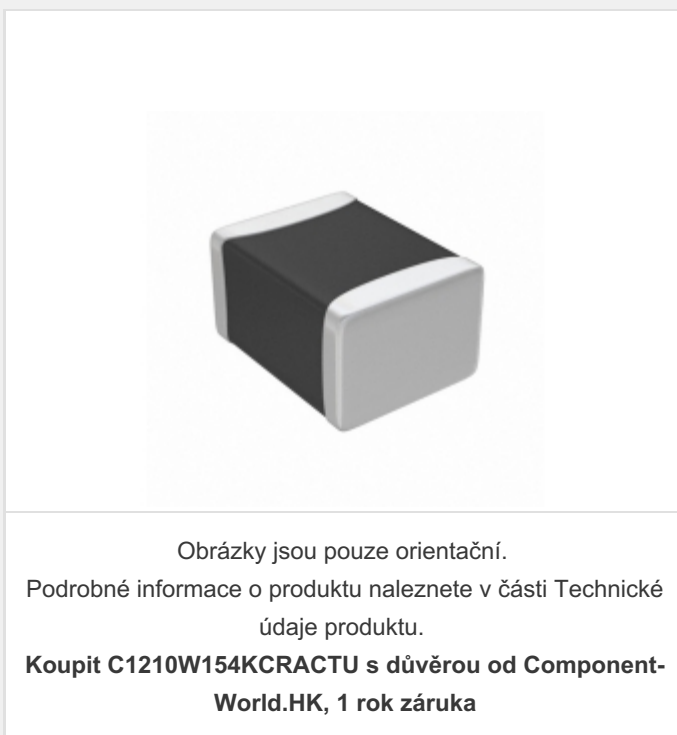 Obrázky jsou pouze orientační.
Podrobné informace o produktu naleznete v části Technické
údaje produktu.
Koupit C1210W154KCRACTU s důvěrou od Component-
World.HK, 1 rok záruka